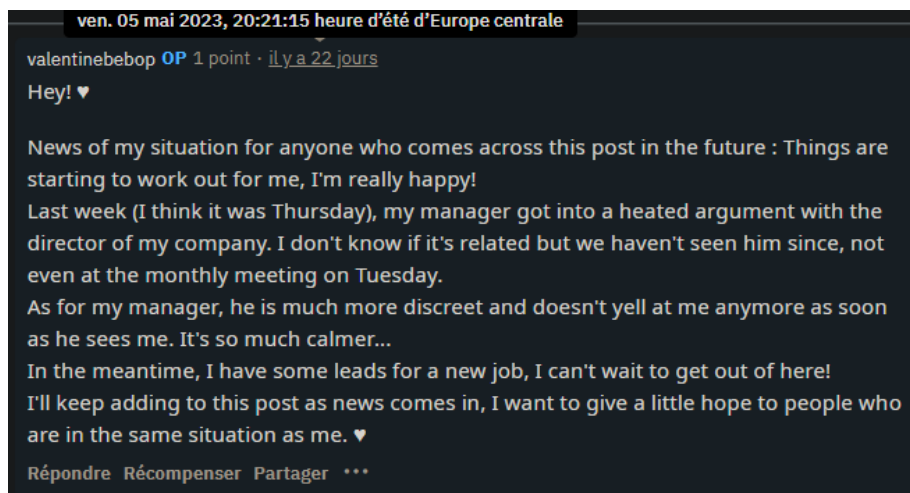 ven. 05 mai 2023, 20:21:15 heure d'été d'Europe centrale
valentinebebop OP 1 point · il y a 22 jours
Hey! ♥
News of my situation for anyone who comes across this post in the future : Things are
starting to work out for me, I'm really happy!
Last week (I think it was Thursday), my manager got into a heated argument with the
director of my company. I don't know if it's related but we haven't seen him since, not
even at the monthly meeting on Tuesday.
As for my manager, he is much more discreet and doesn't yell at me anymore as soon
as he sees me. It's so much calmer...
In the meantime, I have some leads for a new job, I can't wait to get out of here!
I'll keep adding to this post as news comes in, I want to give a little hope to people who
are in the same situation as me. ♥
Répondre Récompenser Partager •••